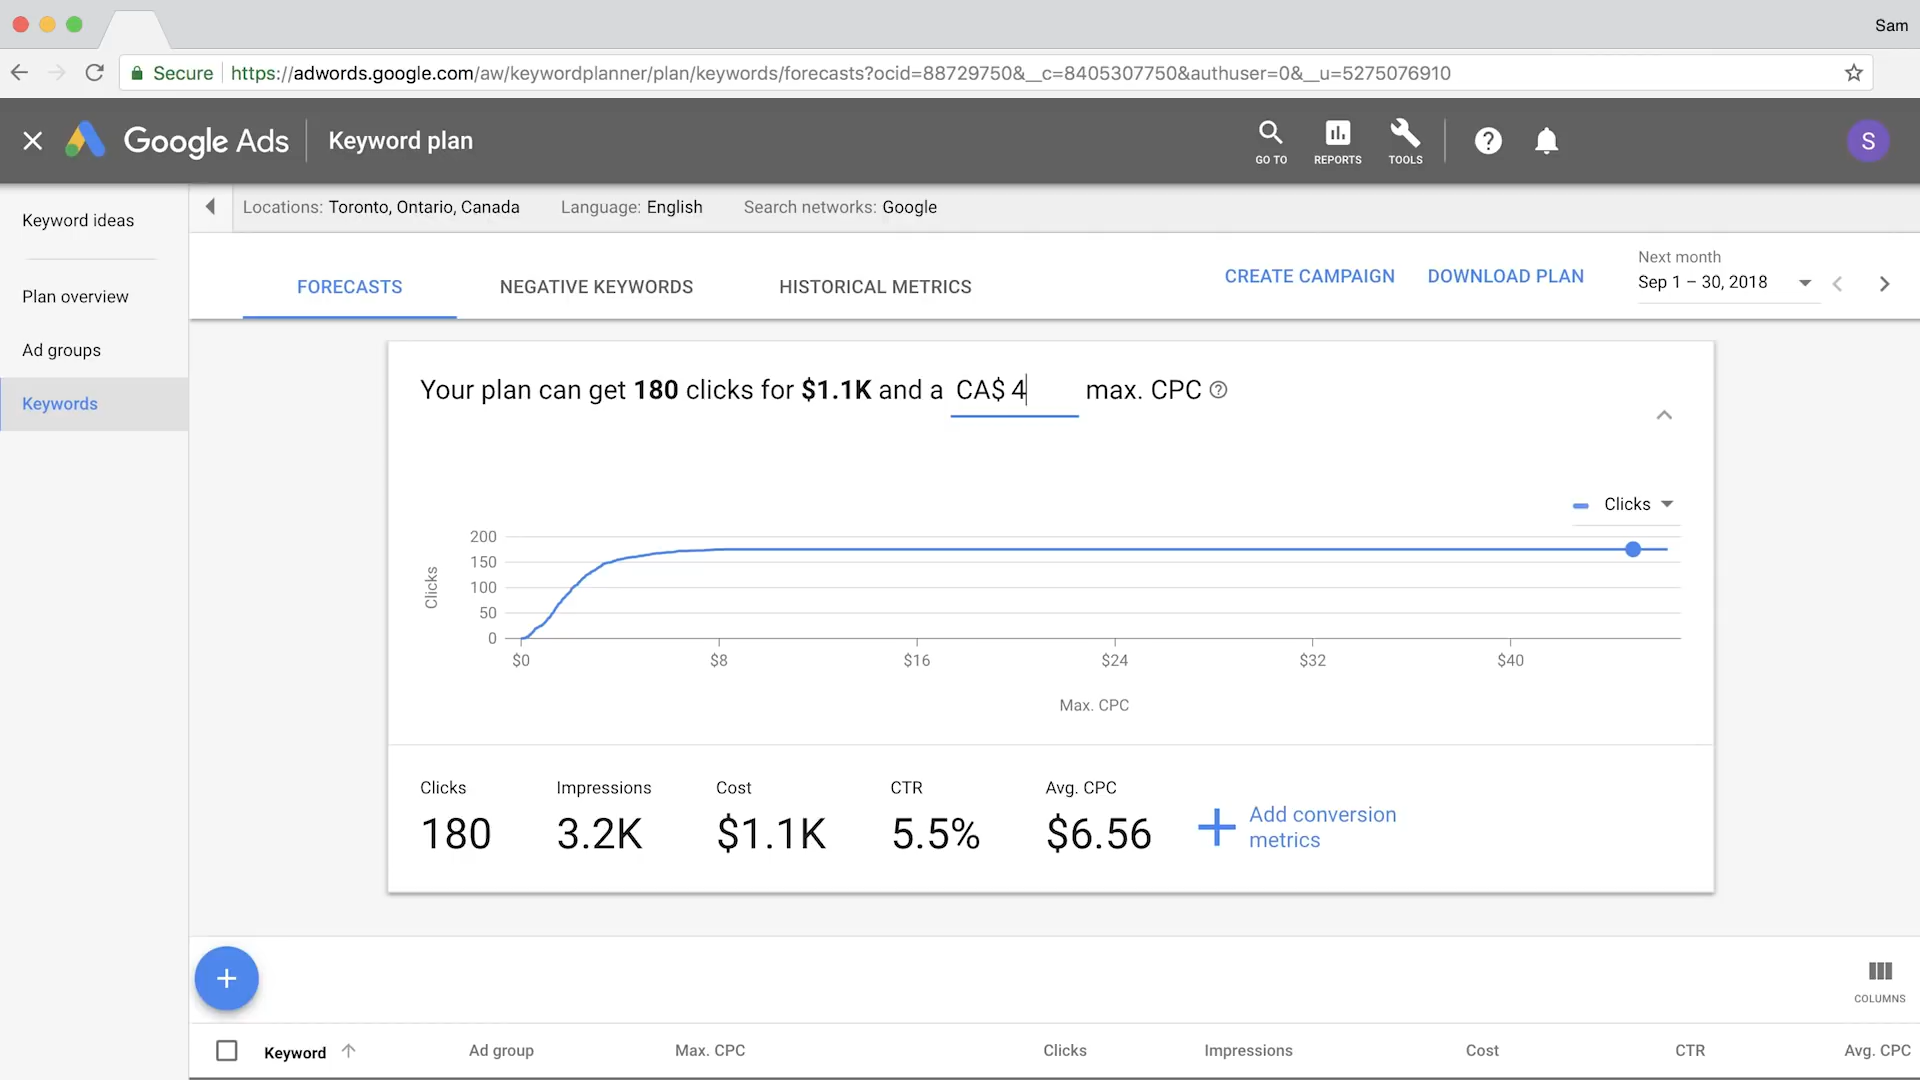 Sam
Secure https://adwords.google.com/aw/keywordplanner/plan/keywords/forecasts?ocid=88729750&__c=8405307750&authuser=0&__u=5275076910
Google Ads Keyword plan
GO TO REPORTS TOOLS
S
Keyword ideas
Plan overview
Ad groups
Keywords
Locations: Toronto, Ontario, Canada Language: English Search networks: Google
FORECASTS NEGATIVE KEYWORDS HISTORICAL METRICS
CREATE CAMPAIGN DOWNLOAD PLAN
Next month
Sep 1 – 30, 2018
Your plan can get 180 clicks for $1.1K and a CA$ 4 max. CPC
Clicks
Clicks
200
150
100
50
0
$0 $8 $16 $24 $32 $40
Max. CPC
Clicks Impressions Cost CTR Avg. CPC
180 3.2K $1.1K 5.5% $6.56
Add conversion
metrics
COLUMNS
Keyword Ad group Max. CPC Clicks Impressions Cost CTR Avg. CPC